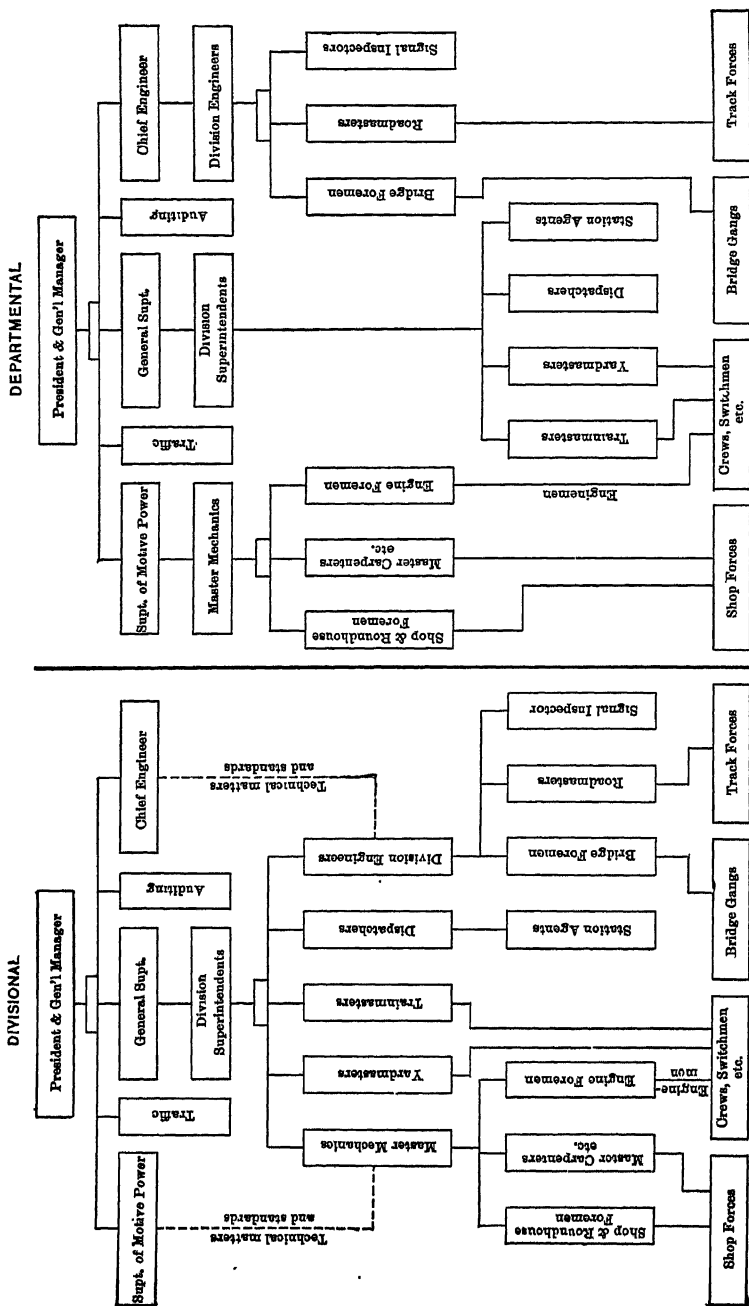 DIVISIONAL
President & Gen'l Manager
Supt. of Motive Power
Traffic
General Supt.
Auditing
Chief Engineer
Division
Superintendents
Technical matters
and standards
Technical matters
and standards
Master Mechanics
Yardmasters
Trainmasters
Dispatchers
Division Engineers
Shop & Roundhouse
Foremen
Master Carpenters
etc.
Engine Foremen
Station Agents
Bridge Foremen
Roadmasters
Signal Inspector
Engine-
men
Shop Forces
Crews, Switchmen
etc.
Bridge Gangs
Track Forces
DEPARTMENTAL
President & Gen'l Manager
Supt. of Motive Power
Traffic
General Supt.
Auditing
Chief Engineer
Master Mechanics
Division
Superintendents
Division Engineers
Shop & Roundhouse
Foremen
Master Carpenters
etc.
Engine Foremen
Bridge Foremen
Roadmasters
Signal Inspectors
Trainmasters
Yardmasters
Dispatchers
Station Agents
Enginemen
Shop Forces
Crews, Switchmen
etc.
Bridge Gangs
Track Forces